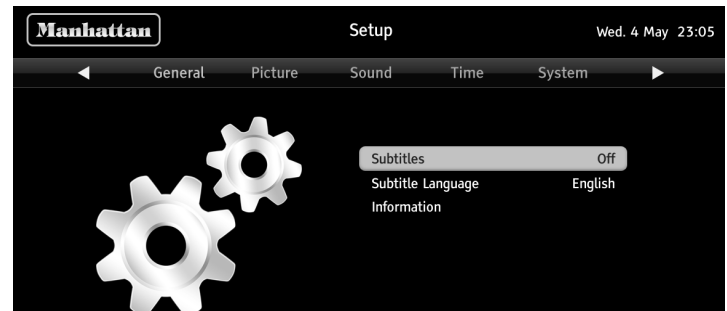 Manhattan Setup Wed. 4 May 23:05
General Picture Sound Time System
Subtitles Off
Subtitle Language English
Information